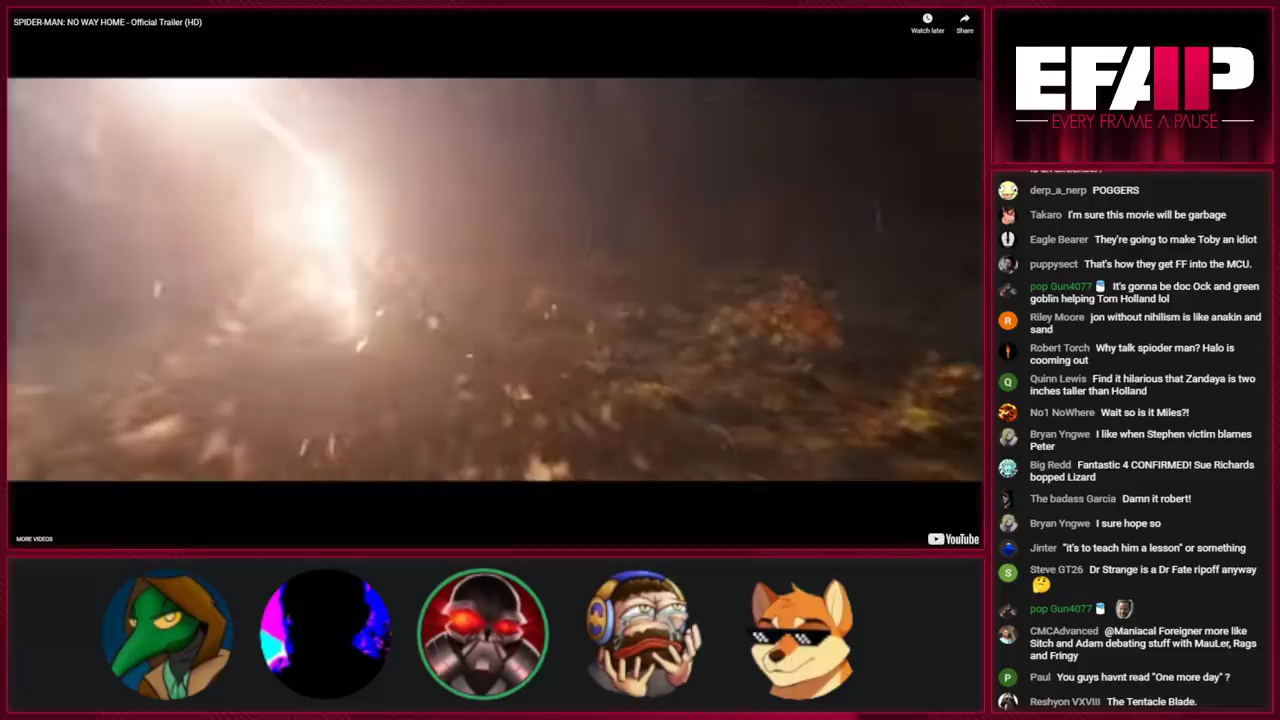 SPIDER-MAN: NO WAY HOME - Official Trailer (HD)
Watch later
Share
MORE VIDEOS
YouTube
EFAP
EVERY FRAME A PAUSE
derp_a_nerp POGGERS
Takaro I'm sure this movie will be garbage
Eagle Bearer They're going to make Toby an idiot
puppysect That's how they get FF into the MCU.
pop Gun4077 It's gonna be doc Ock and green
goblin helping Tom Holland lol
Riley Moore jon without nihilism is like anakin and
sand
Robert Torch Why talk spioder man? Halo is
cooming out
Quinn Lewis Find it hilarious that Zandaya is two
inches taller than Holland
No1 NoWhere Wait so is it Miles?!
Bryan Yngwe I like when Stephen victim blames
Peter
Big Redd Fantastic 4 CONFIRMED! Sue Richards
bopped Lizard
The badass Garcia Damn it robert!
Bryan Yngwe I sure hope so
Jinter "it's to teach him a lesson" or something
Steve GT26 Dr Strange is a Dr Fate ripoff anyway
pop Gun4077
CMCAdvanced @Maniacal Foreigner more like
Sitch and Adam debating stuff with MauLer, Rags
and Fringy
Paul You guys havnt read "One more day" ?
Reshyon VXVIII The Tentacle Blade.